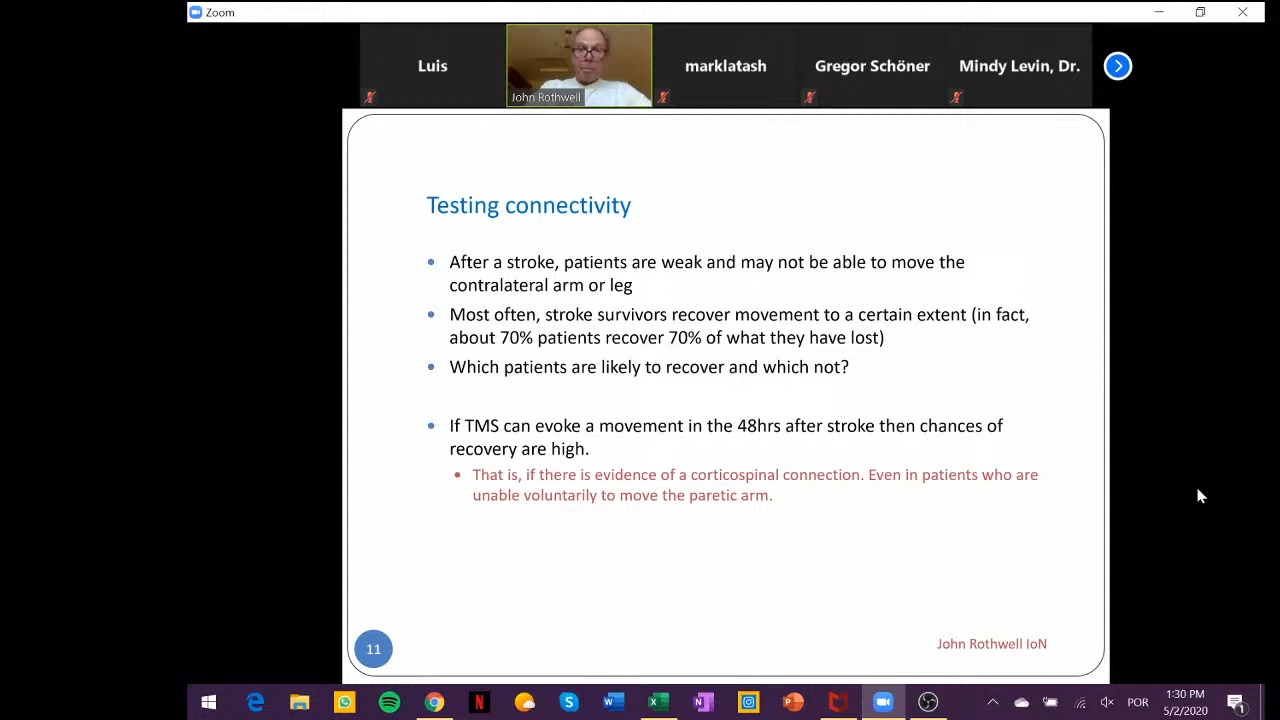 Zoom
Luis
John Rothwell
marklatash
Gregor Schöner
Mindy Levin, Dr.
Testing connectivity
After a stroke, patients are weak and may not be able to move the
contralateral arm or leg
Most often, stroke survivors recover movement to a certain extent (in fact,
about 70% patients recover 70% of what they have lost)
Which patients are likely to recover and which not?
If TMS can evoke a movement in the 48hrs after stroke then chances of
recovery are high.
That is, if there is evidence of a corticospinal connection. Even in patients who are
unable voluntarily to move the paretic arm.
11
John Rothwell IoN
POR
1:30 PM
5/2/2020
1